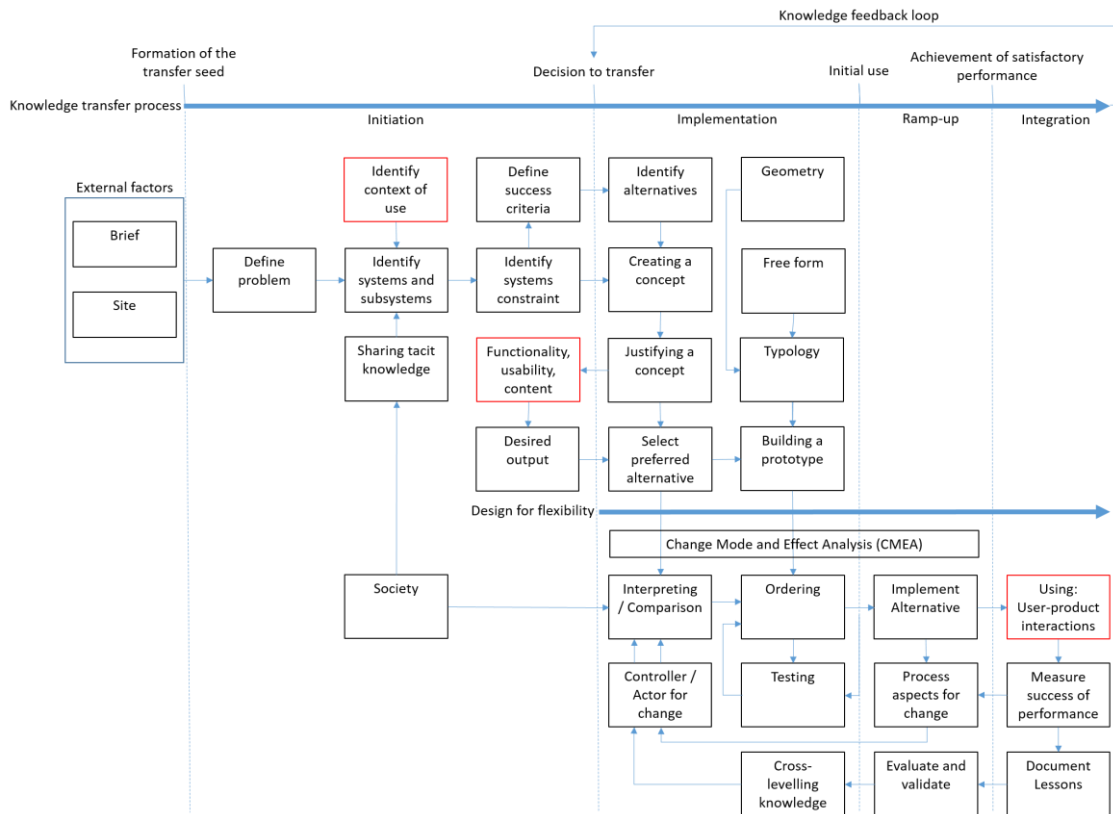 Knowledge feedback loop
Formation of the
transfer seed
Decision to transfer
Initial use
Achievement of satisfactory
performance
Knowledge transfer process
Initiation
Implementation
Ramp-up
Integration
External factors
Brief
Site
Define
problem
Identify
context of
use
Identify
systems and
subsystems
Sharing tacit
knowledge
Define
success
criteria
Identify
systems
constraint
Functionality,
usability,
content
Desired
output
Identify
alternatives
Creating a
concept
Justifying a
concept
Select
preferred
alternative
Geometry
Free form
Typology
Building a
prototype
Design for flexibility
Change Mode and Effect Analysis (CMEA)
Society
Interpreting
/ Comparison
Ordering
Implement
Alternative
Using:
User-product
interactions
Controller /
Actor for
change
Testing
Process
aspects for
change
Measure
success of
performance
Cross-
levelling
knowledge
Evaluate and
validate
Document
Lessons